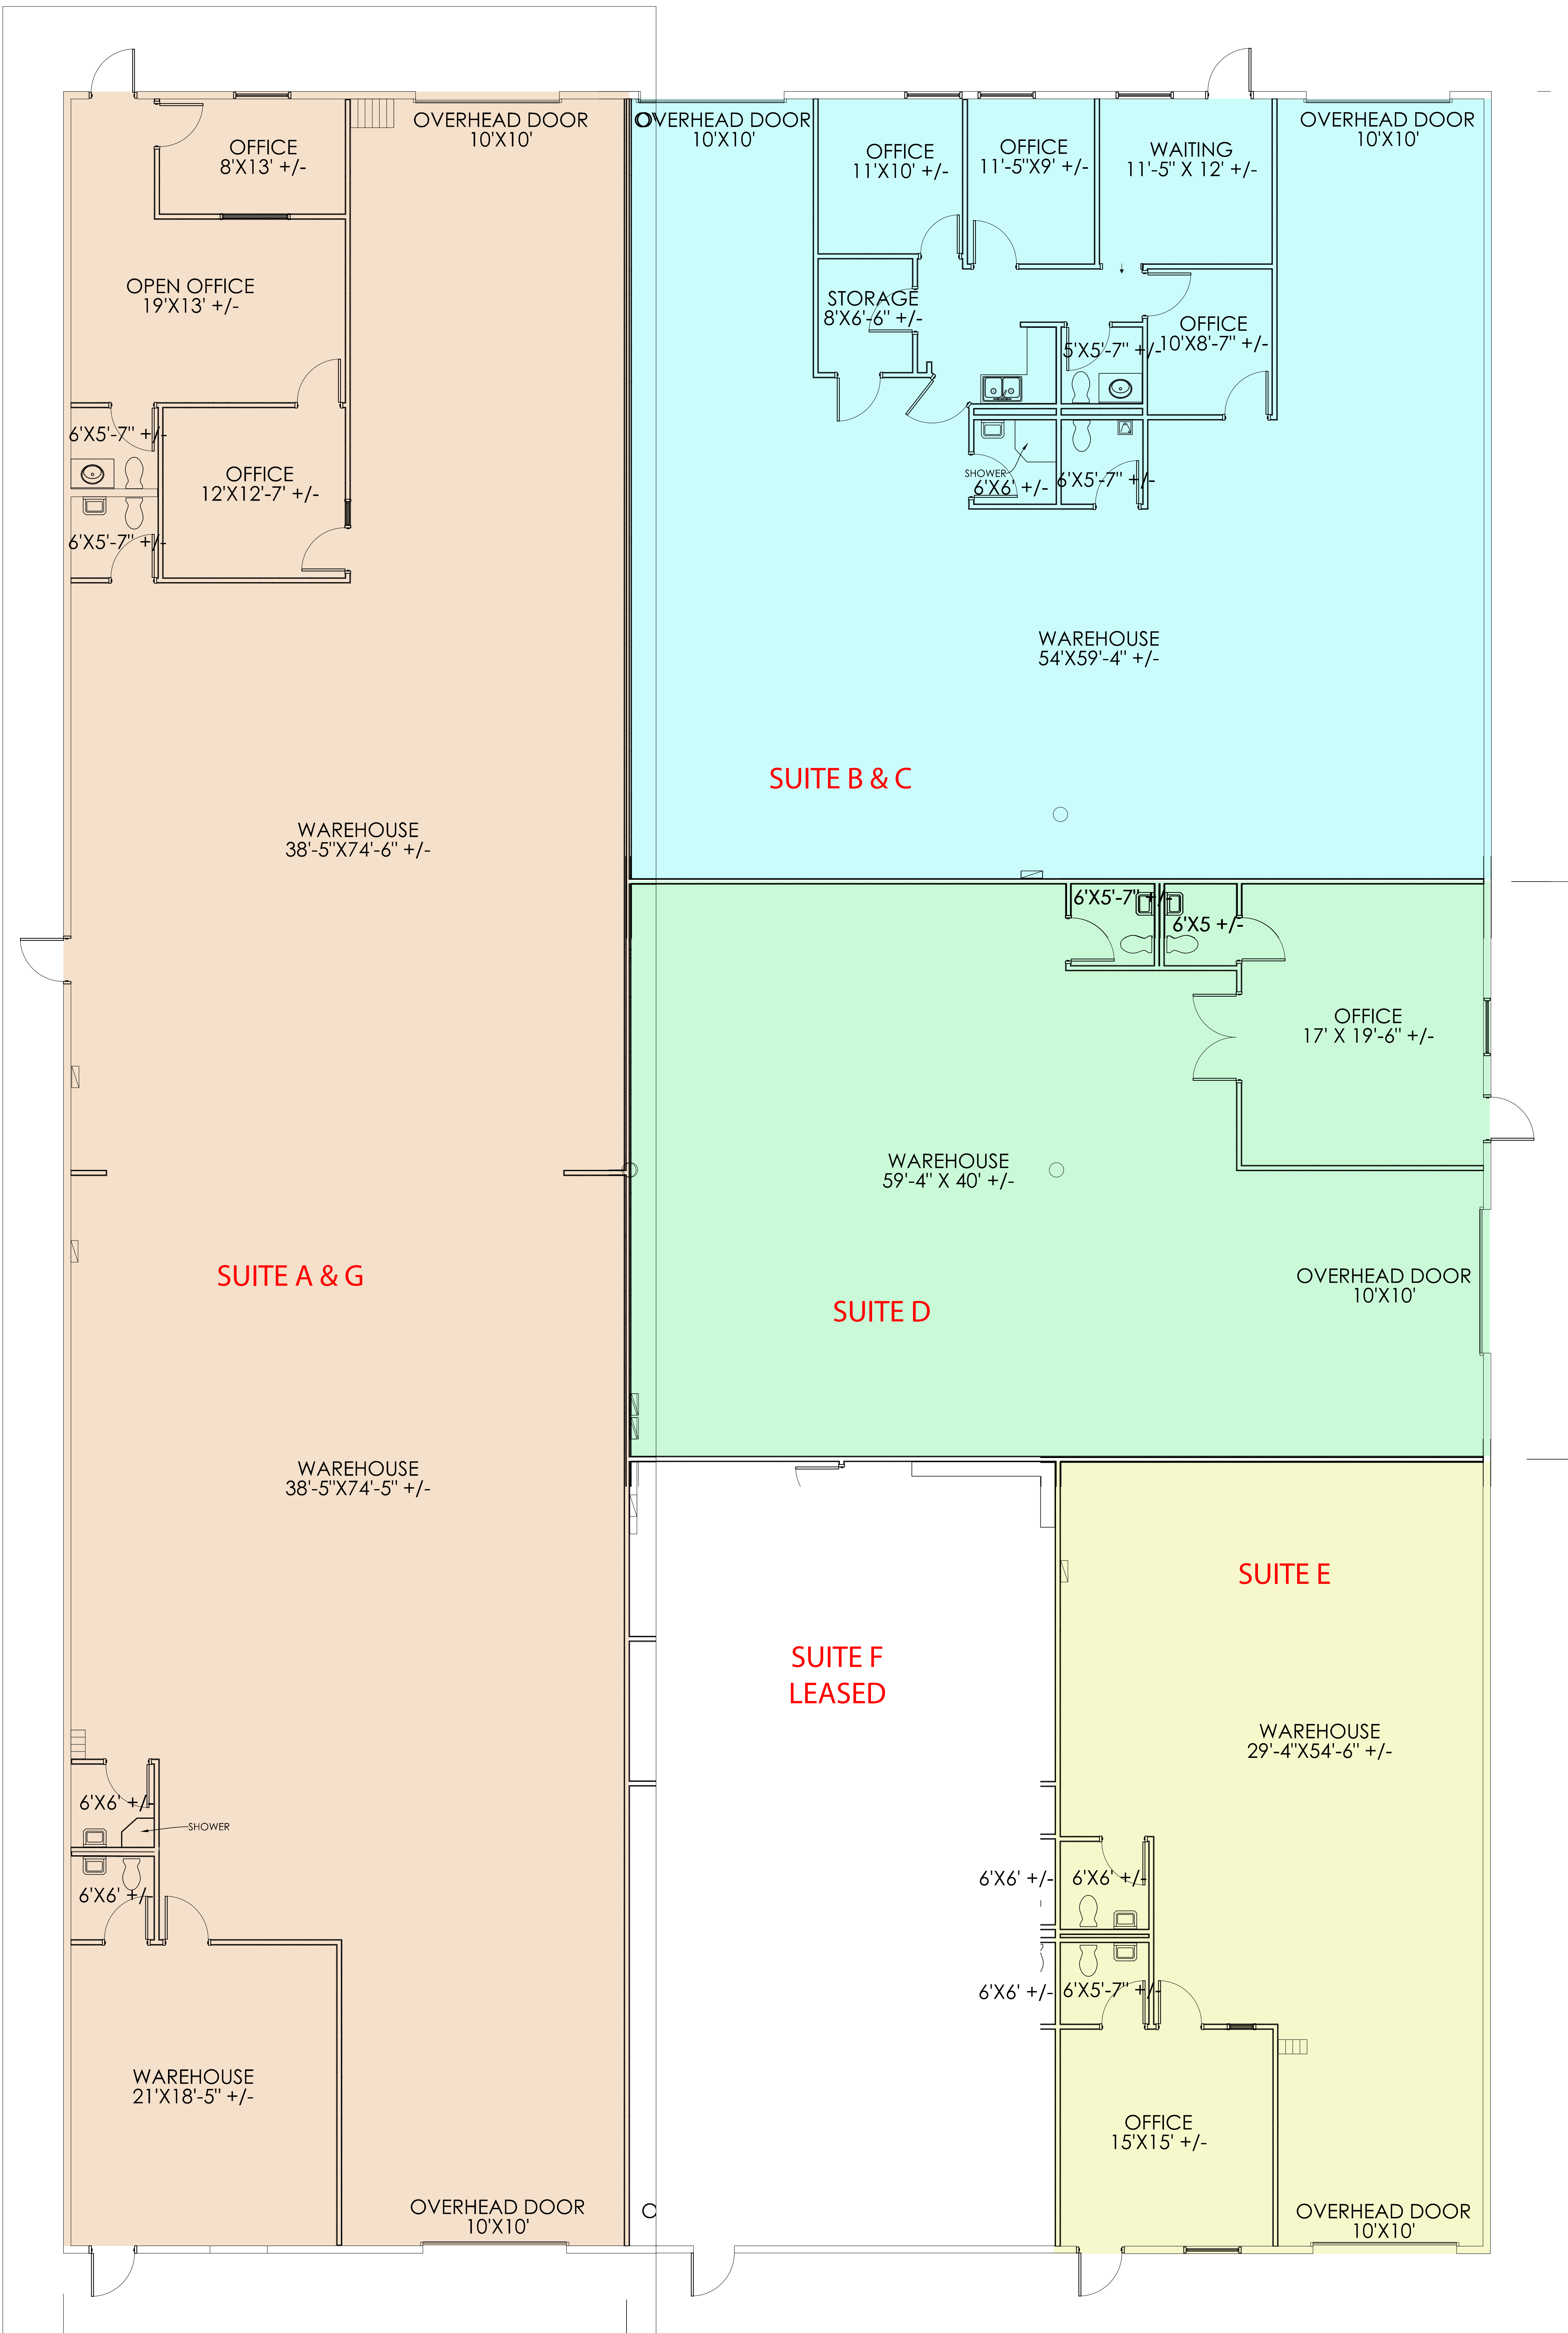 OVERHEAD DOOR
10'X10'
OFFICE
8'X13' +/-
OPEN OFFICE
19'X13' +/-
6'X5'-7" +/-
OFFICE
12'X12'-7' +/-
6'X5'-7" +/-
WAREHOUSE
38'-5"X74'-6" +/-
SUITE A & G
WAREHOUSE
38'-5"X74'-5" +/-
6'X6' +/-
SHOWER
6'X6' +/-
WAREHOUSE
21'X18'-5" +/-
OVERHEAD DOOR
10'X10'
OVERHEAD DOOR
10'X10'
OFFICE
11'X10' +/-
OFFICE
11'-5"X9' +/-
WAITING
11'-5" X 12' +/-
OVERHEAD DOOR
10'X10'
STORAGE
8'X6'-6" +/-
5'X5'-7" +/-
OFFICE
10'X8'-7" +/-
SHOWER
6'X6' +/-
6'X5'-7" +/-
WAREHOUSE
54'X59'-4" +/-
SUITE B & C
6'X5'-7" +/-
6'X5 +/-
OFFICE
17' X 19'-6" +/-
WAREHOUSE
59'-4" X 40' +/-
OVERHEAD DOOR
10'X10'
SUITE D
SUITE F
LEASED
6'X6' +/-
6'X6' +/-
SUITE E
WAREHOUSE
29'-4"X54'-6" +/-
6'X6' +/-
6'X5'-7" +/-
OFFICE
15'X15' +/-
OVERHEAD DOOR
10'X10'